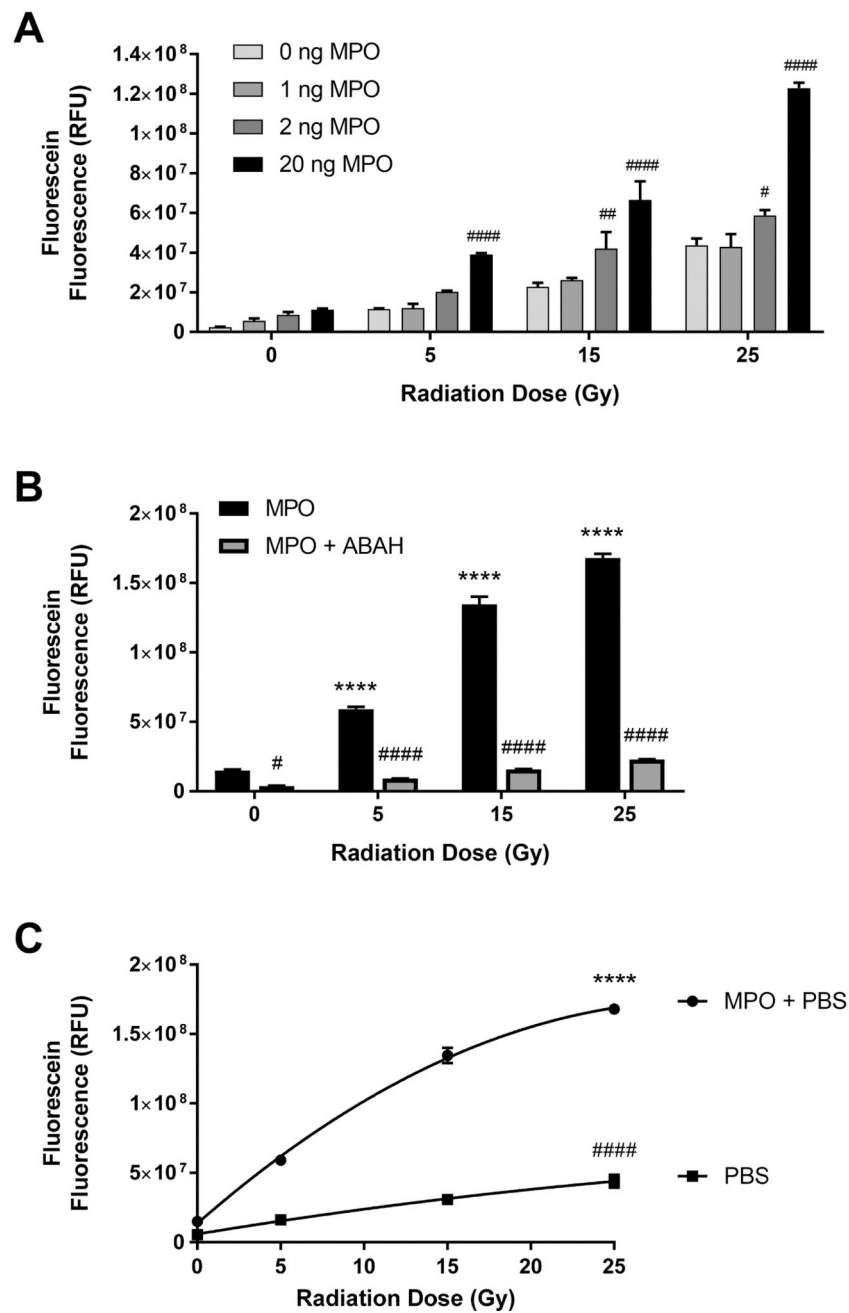 A
Fluorescein
Fluorescence (RFU)
1.4×10⁸
1.2×10⁸
1×10⁸
8×10⁷
6×10⁷
4×10⁷
2×10⁷
0
0 ng MPO
1 ng MPO
2 ng MPO
20 ng MPO
####
##
####
#
####
0 5 15 25
Radiation Dose (Gy)
B
Fluorescein
Fluorescence (RFU)
2×10⁸
1.5×10⁸
1×10⁸
5×10⁷
0
MPO
MPO + ABAH
#
****
####
****
####
****
####
0 5 15 25
Radiation Dose (Gy)
C
Fluorescein
Fluorescence (RFU)
2×10⁸
1.5×10⁸
1×10⁸
5×10⁷
0
****
MPO + PBS
####
PBS
0 5 10 15 20 25
Radiation Dose (Gy)